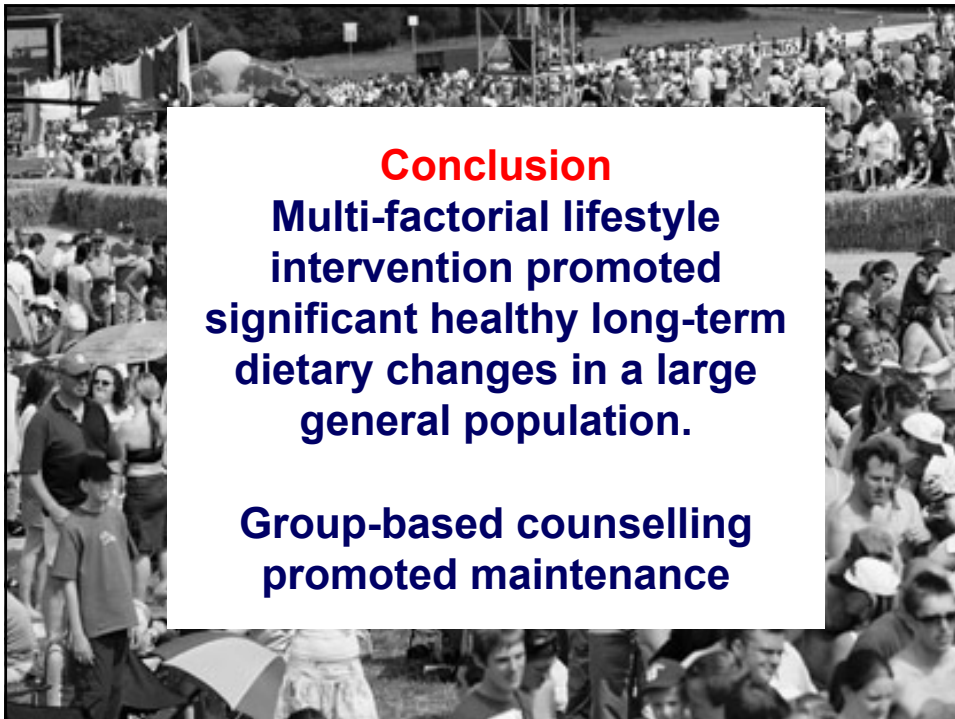 Conclusion
Multi-factorial lifestyle
intervention promoted
significant healthy long-term
dietary changes in a large
general population.
Group-based counselling
promoted maintenance